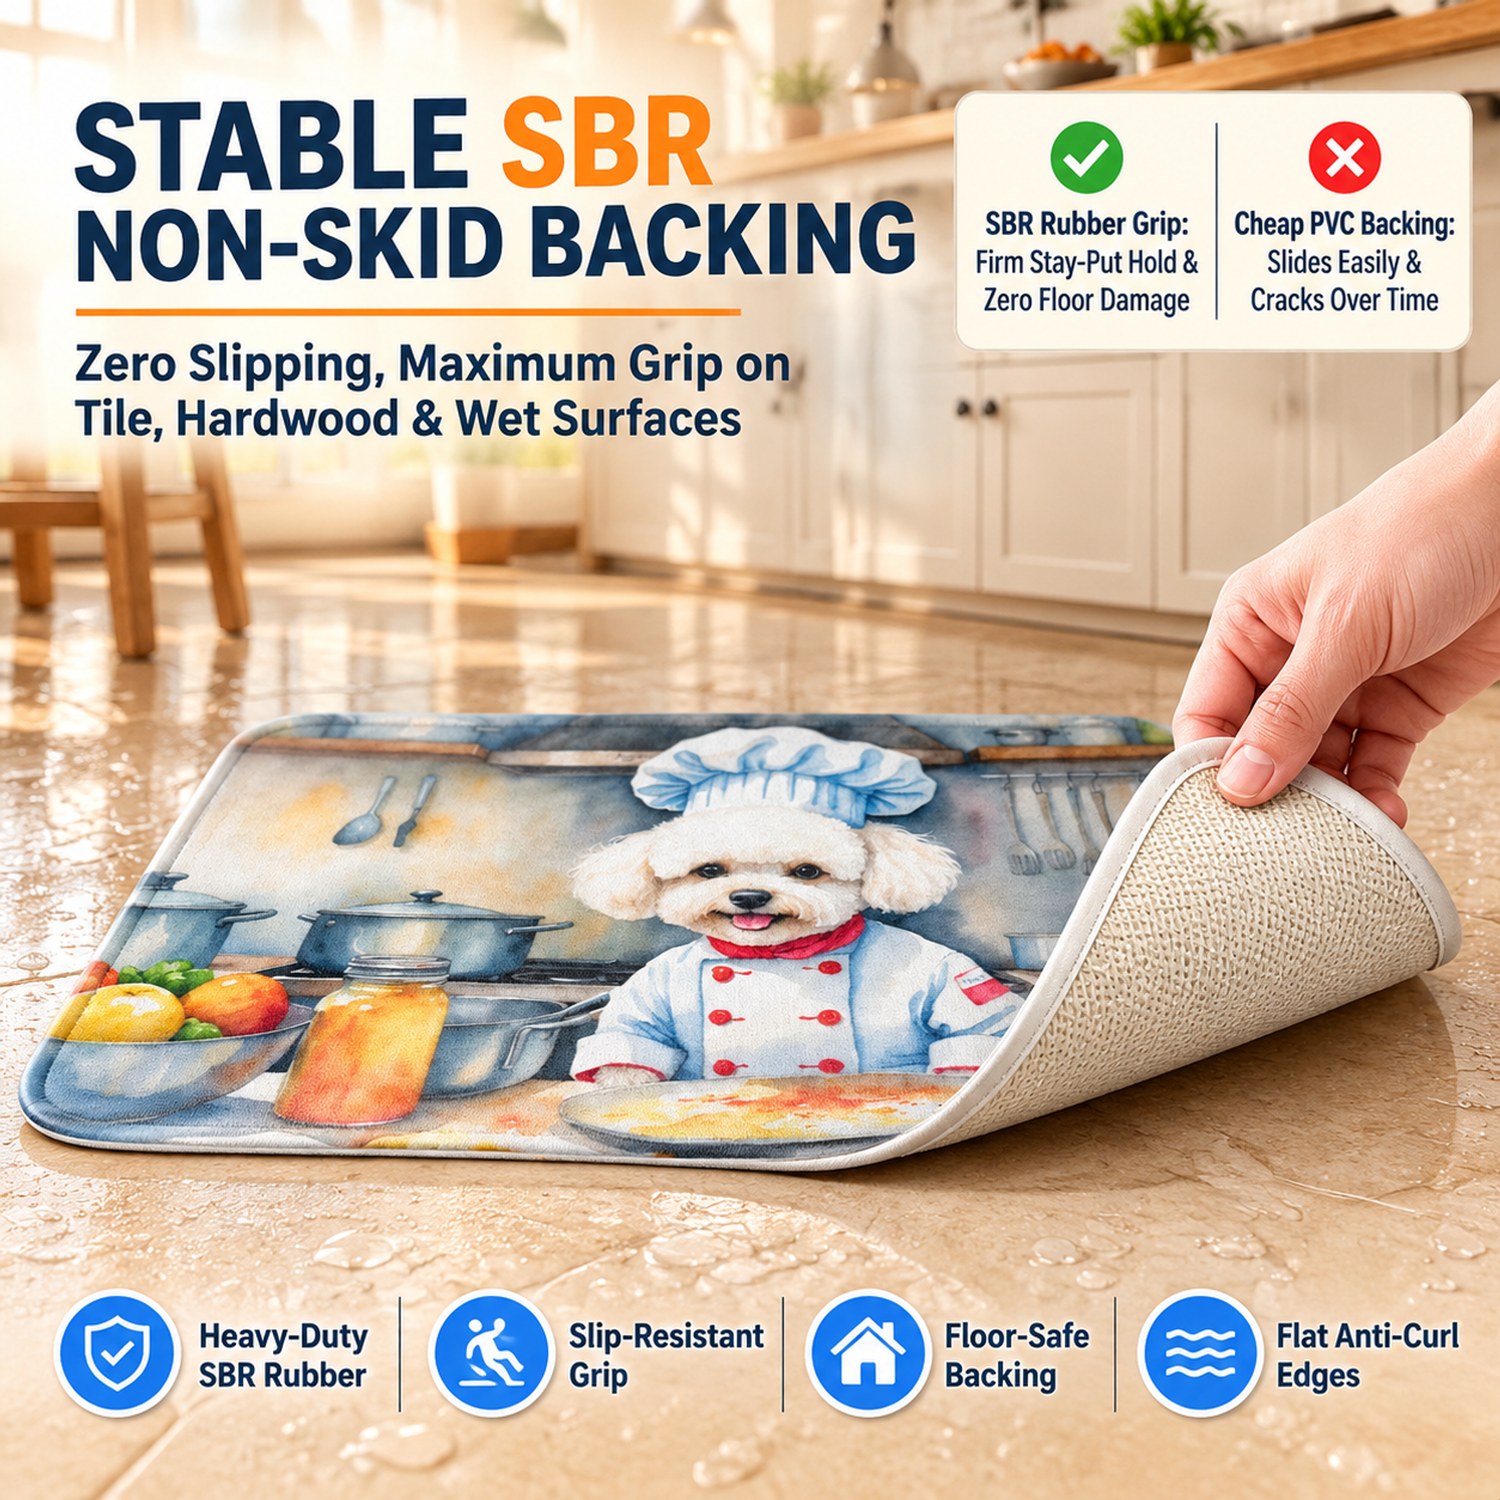 STABLE SBR
NON-SKID BACKING
Zero Slipping, Maximum Grip on
Tile, Hardwood & Wet Surfaces
SBR Rubber Grip:
Firm Stay-Put Hold &
Zero Floor Damage
Cheap PVC Backing:
Slides Easily &
Cracks Over Time
Heavy-Duty
SBR Rubber
Slip-Resistant
Grip
Floor-Safe
Backing
Flat Anti-Curl
Edges